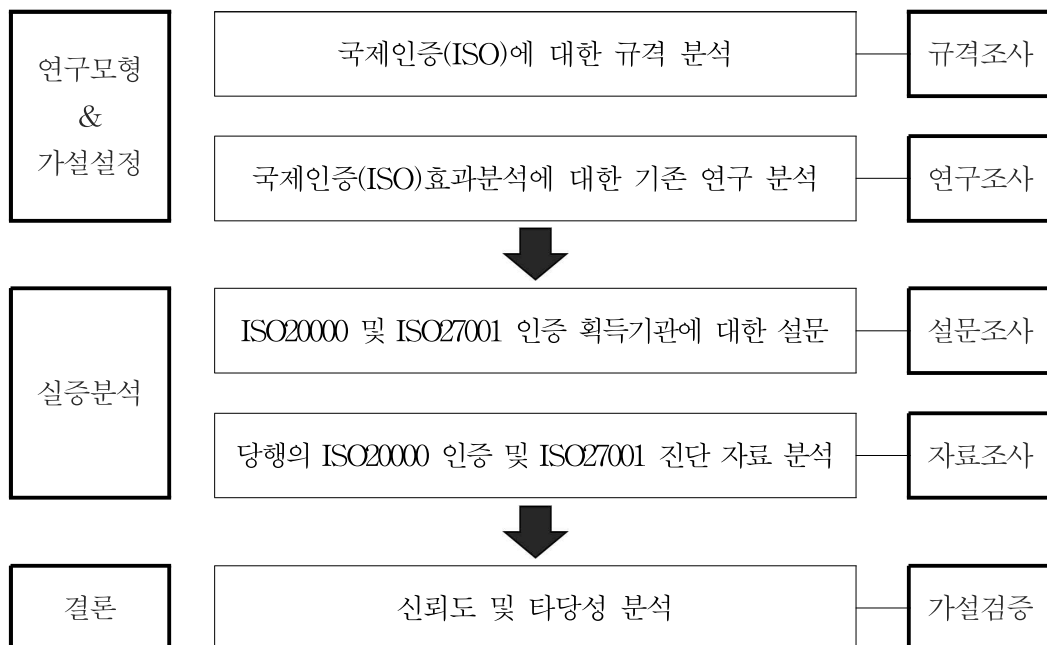 연구모형
&
가설설정
국제인증(ISO)에 대한 규격 분석
규격조사
국제인증(ISO)효과분석에 대한 기존 연구 분석
연구조사
실증분석
ISO20000 및 ISO27001 인증 획득기관에 대한 설문
설문조사
당행의 ISO20000 인증 및 ISO27001 진단 자료 분석
자료조사
결론
신뢰도 및 타당성 분석
가설검증